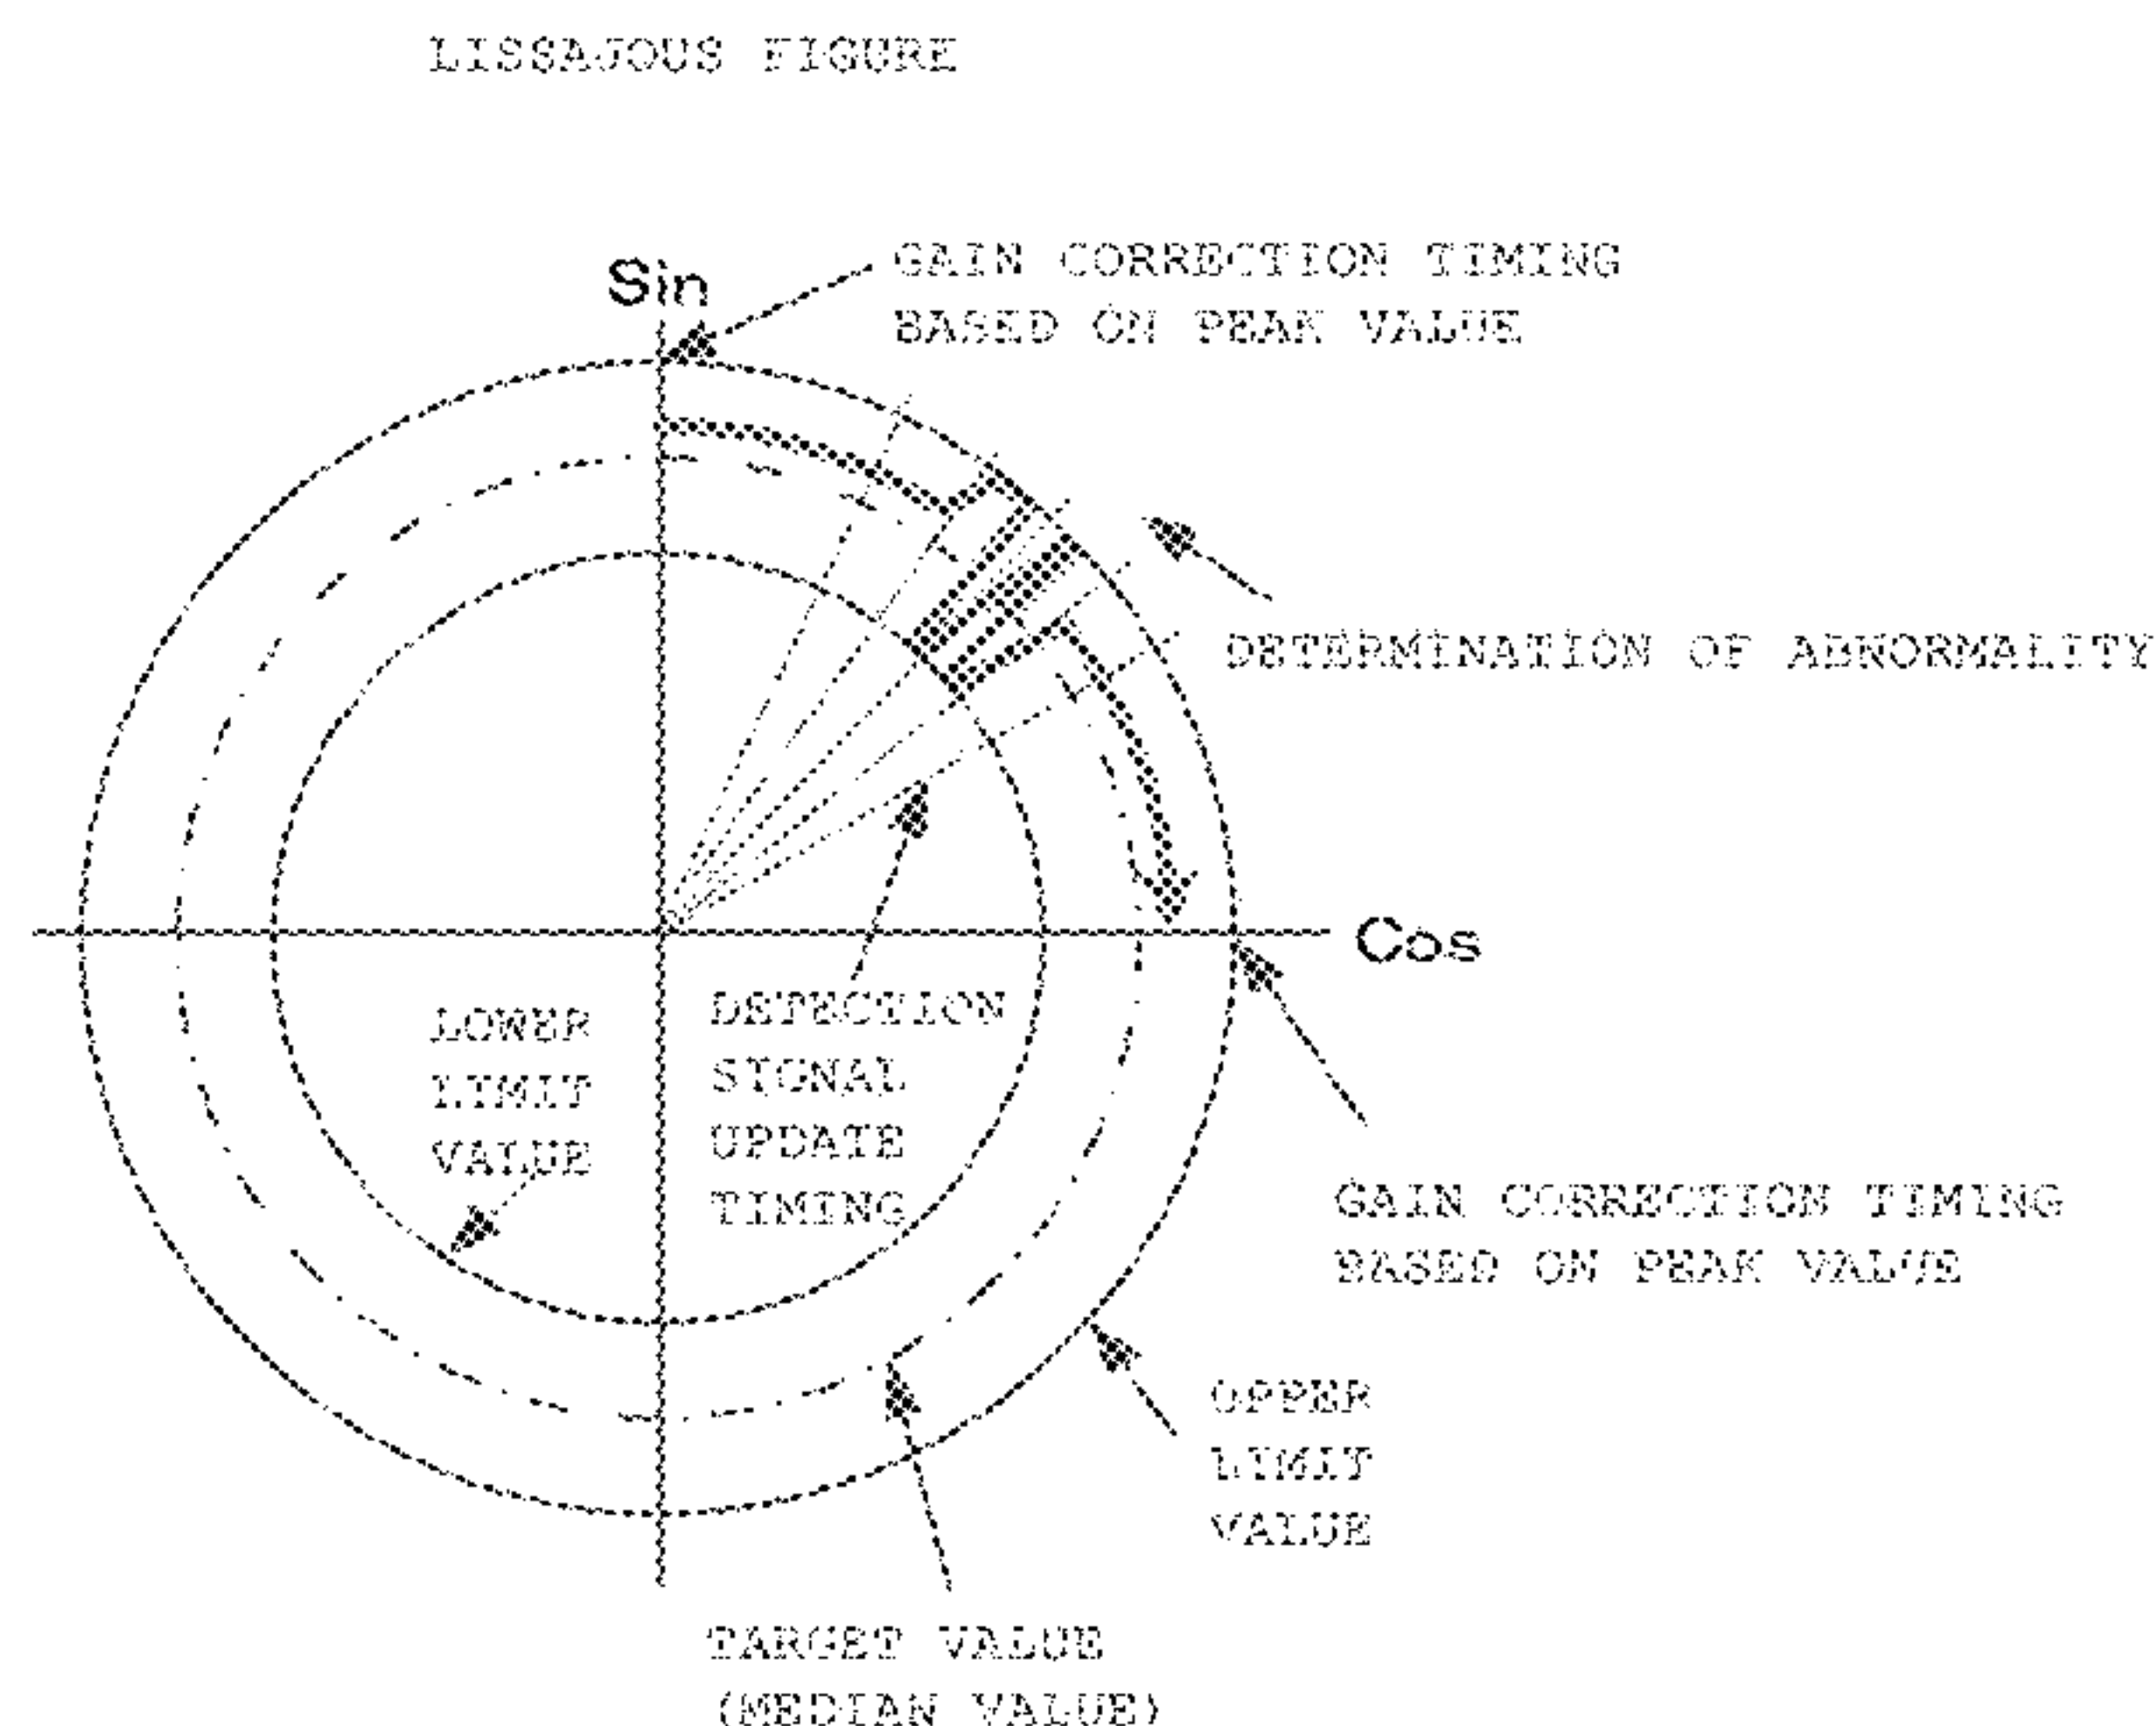 LISSAJOUS FIGURE
Sin
GAIN CORRECTION TIMING
BASED ON PEAK VALUE
DETERMINATION OF ABNORMALITY
Cos
LOWER
LIMIT
VALUE
DETECTION
SIGNAL
UPDATE
TIMING
GAIN CORRECTION TIMING
BASED ON PEAK VALUE
UPPER
LIMIT
VALUE
TARGET VALUE
(MEDIAN VALUE)